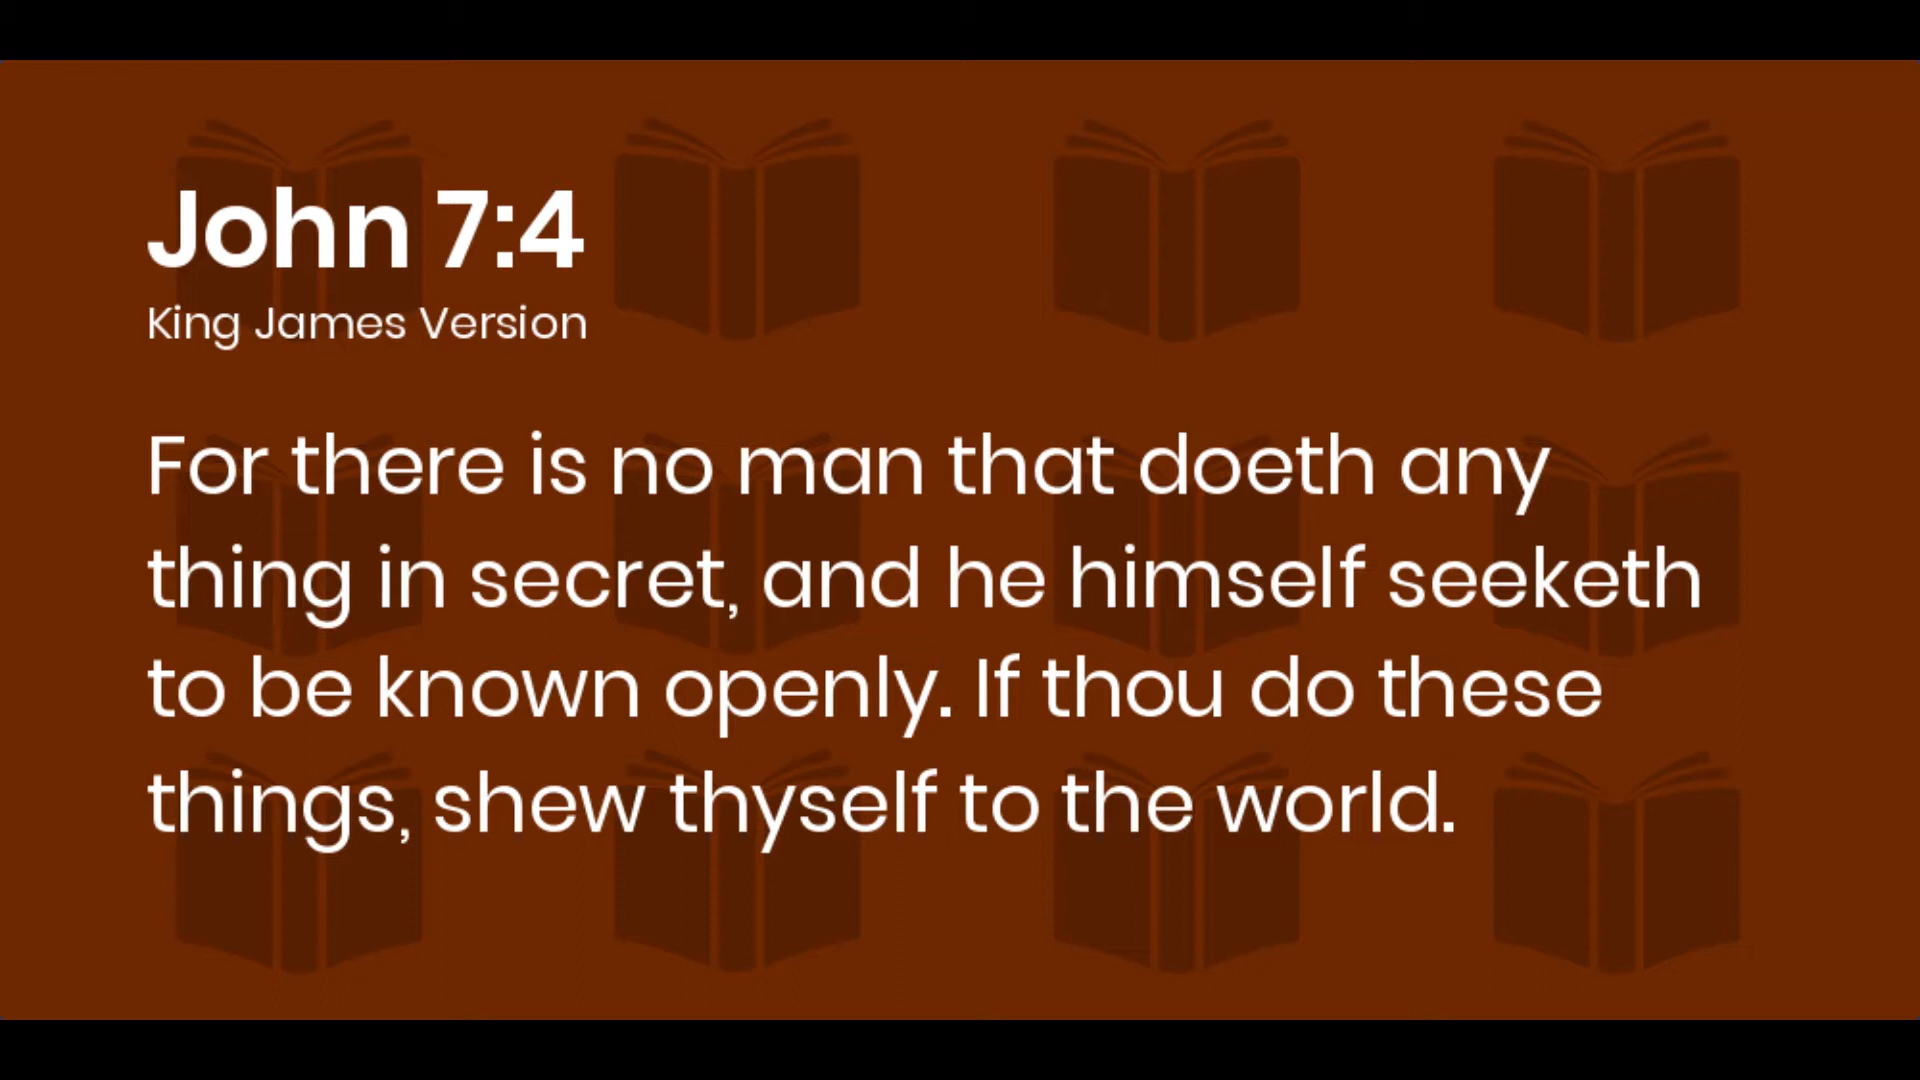 John 7:4
King James Version
For there is no man that doeth any
thing in secret, and he himself seeketh
to be known openly. If thou do these
things, shew thyself to the world.